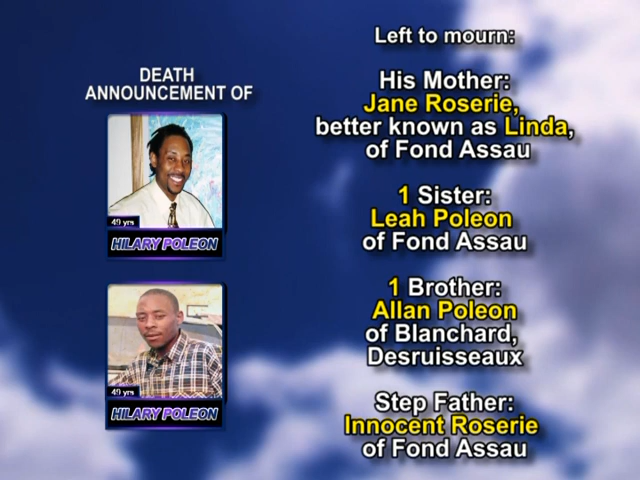 DEATH
ANNOUNCEMENT OF
49 yrs
HILARY POLEON
49 yrs
HILARY POLEON
Left to mourn:
His Mother:
Jane Roserie,
better known as Linda,
of Fond Assau
1 Sister:
Leah Poleon
of Fond Assau
1 Brother:
Allan Poleon
of Blanchard,
Desruisseaux
Step Father:
Innocent Roserie
of Fond Assau